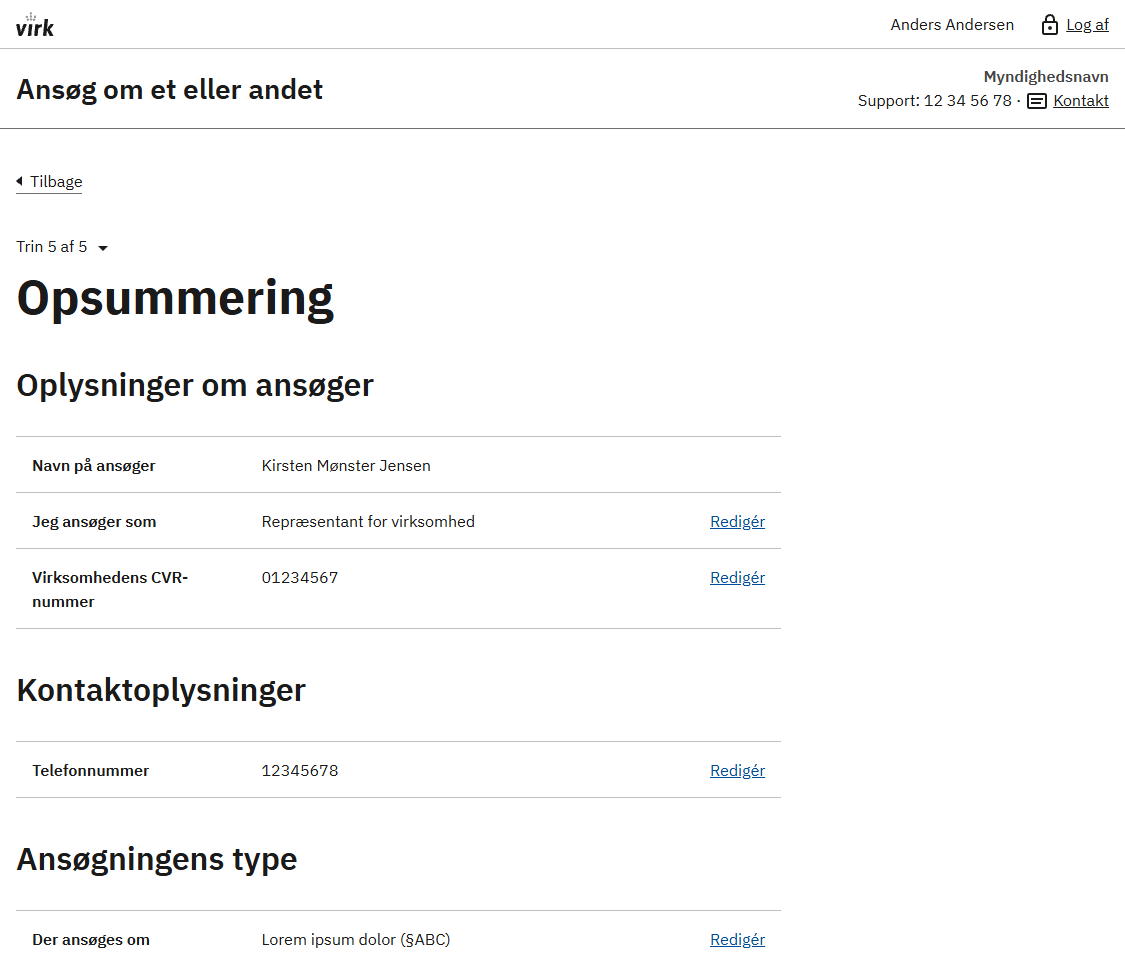 virk
Anders Andersen
Log af
Ansøg om et eller andet
Myndighedsnavn
Support: 12 34 56 78 · Kontakt
Tilbage
Trin 5 af 5
Opsummering
Oplysninger om ansøger
Navn på ansøger Kirsten Mønster Jensen
Jeg ansøger som Repræsentant for virksomhed Redigér
Virksomhedens CVR- 01234567 Redigér
nummer
Kontaktoplysninger
Telefonnummer 12345678 Redigér
Ansøgningens type
Der ansøges om Lorem ipsum dolor (§ABC) Redigér